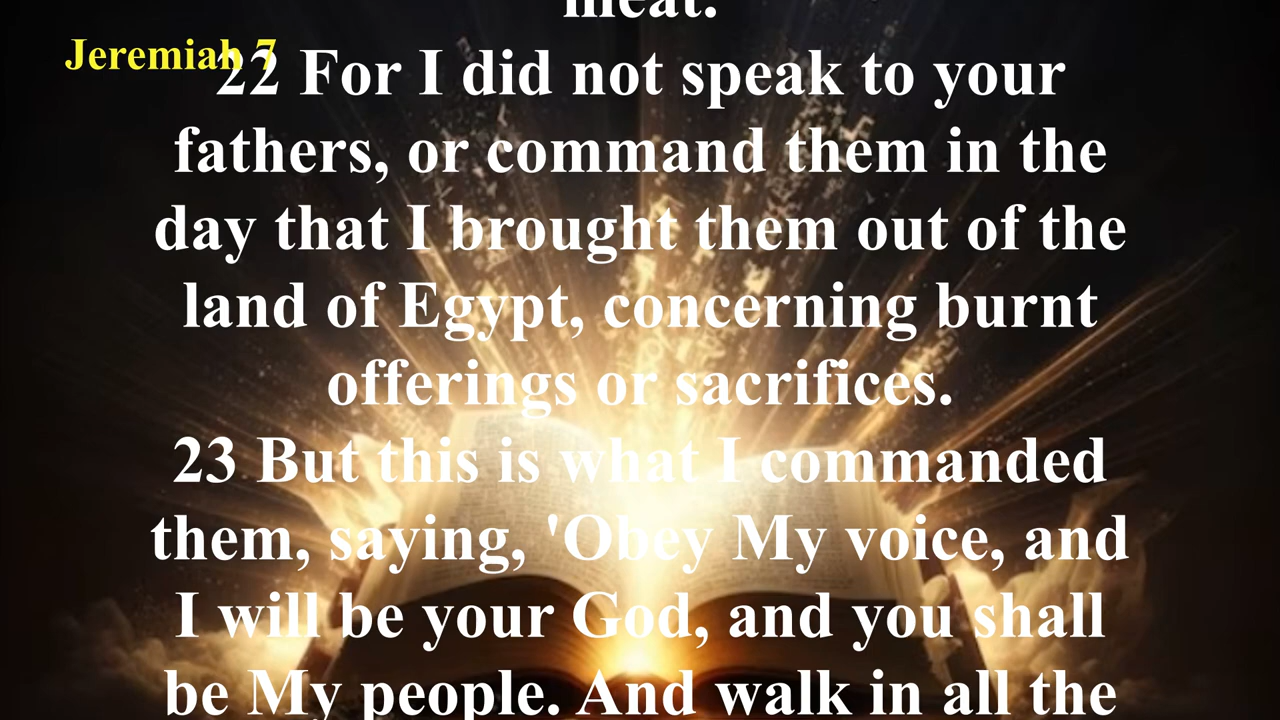 meat.
Jeremiah 7
22 For I did not speak to your
fathers, or command them in the
day that I brought them out of the
land of Egypt, concerning burnt
offerings or sacrifices.
23 But this is what I commanded
them, saying, 'Obey My voice, and
I will be your God, and you shall
be My people. And walk in all the